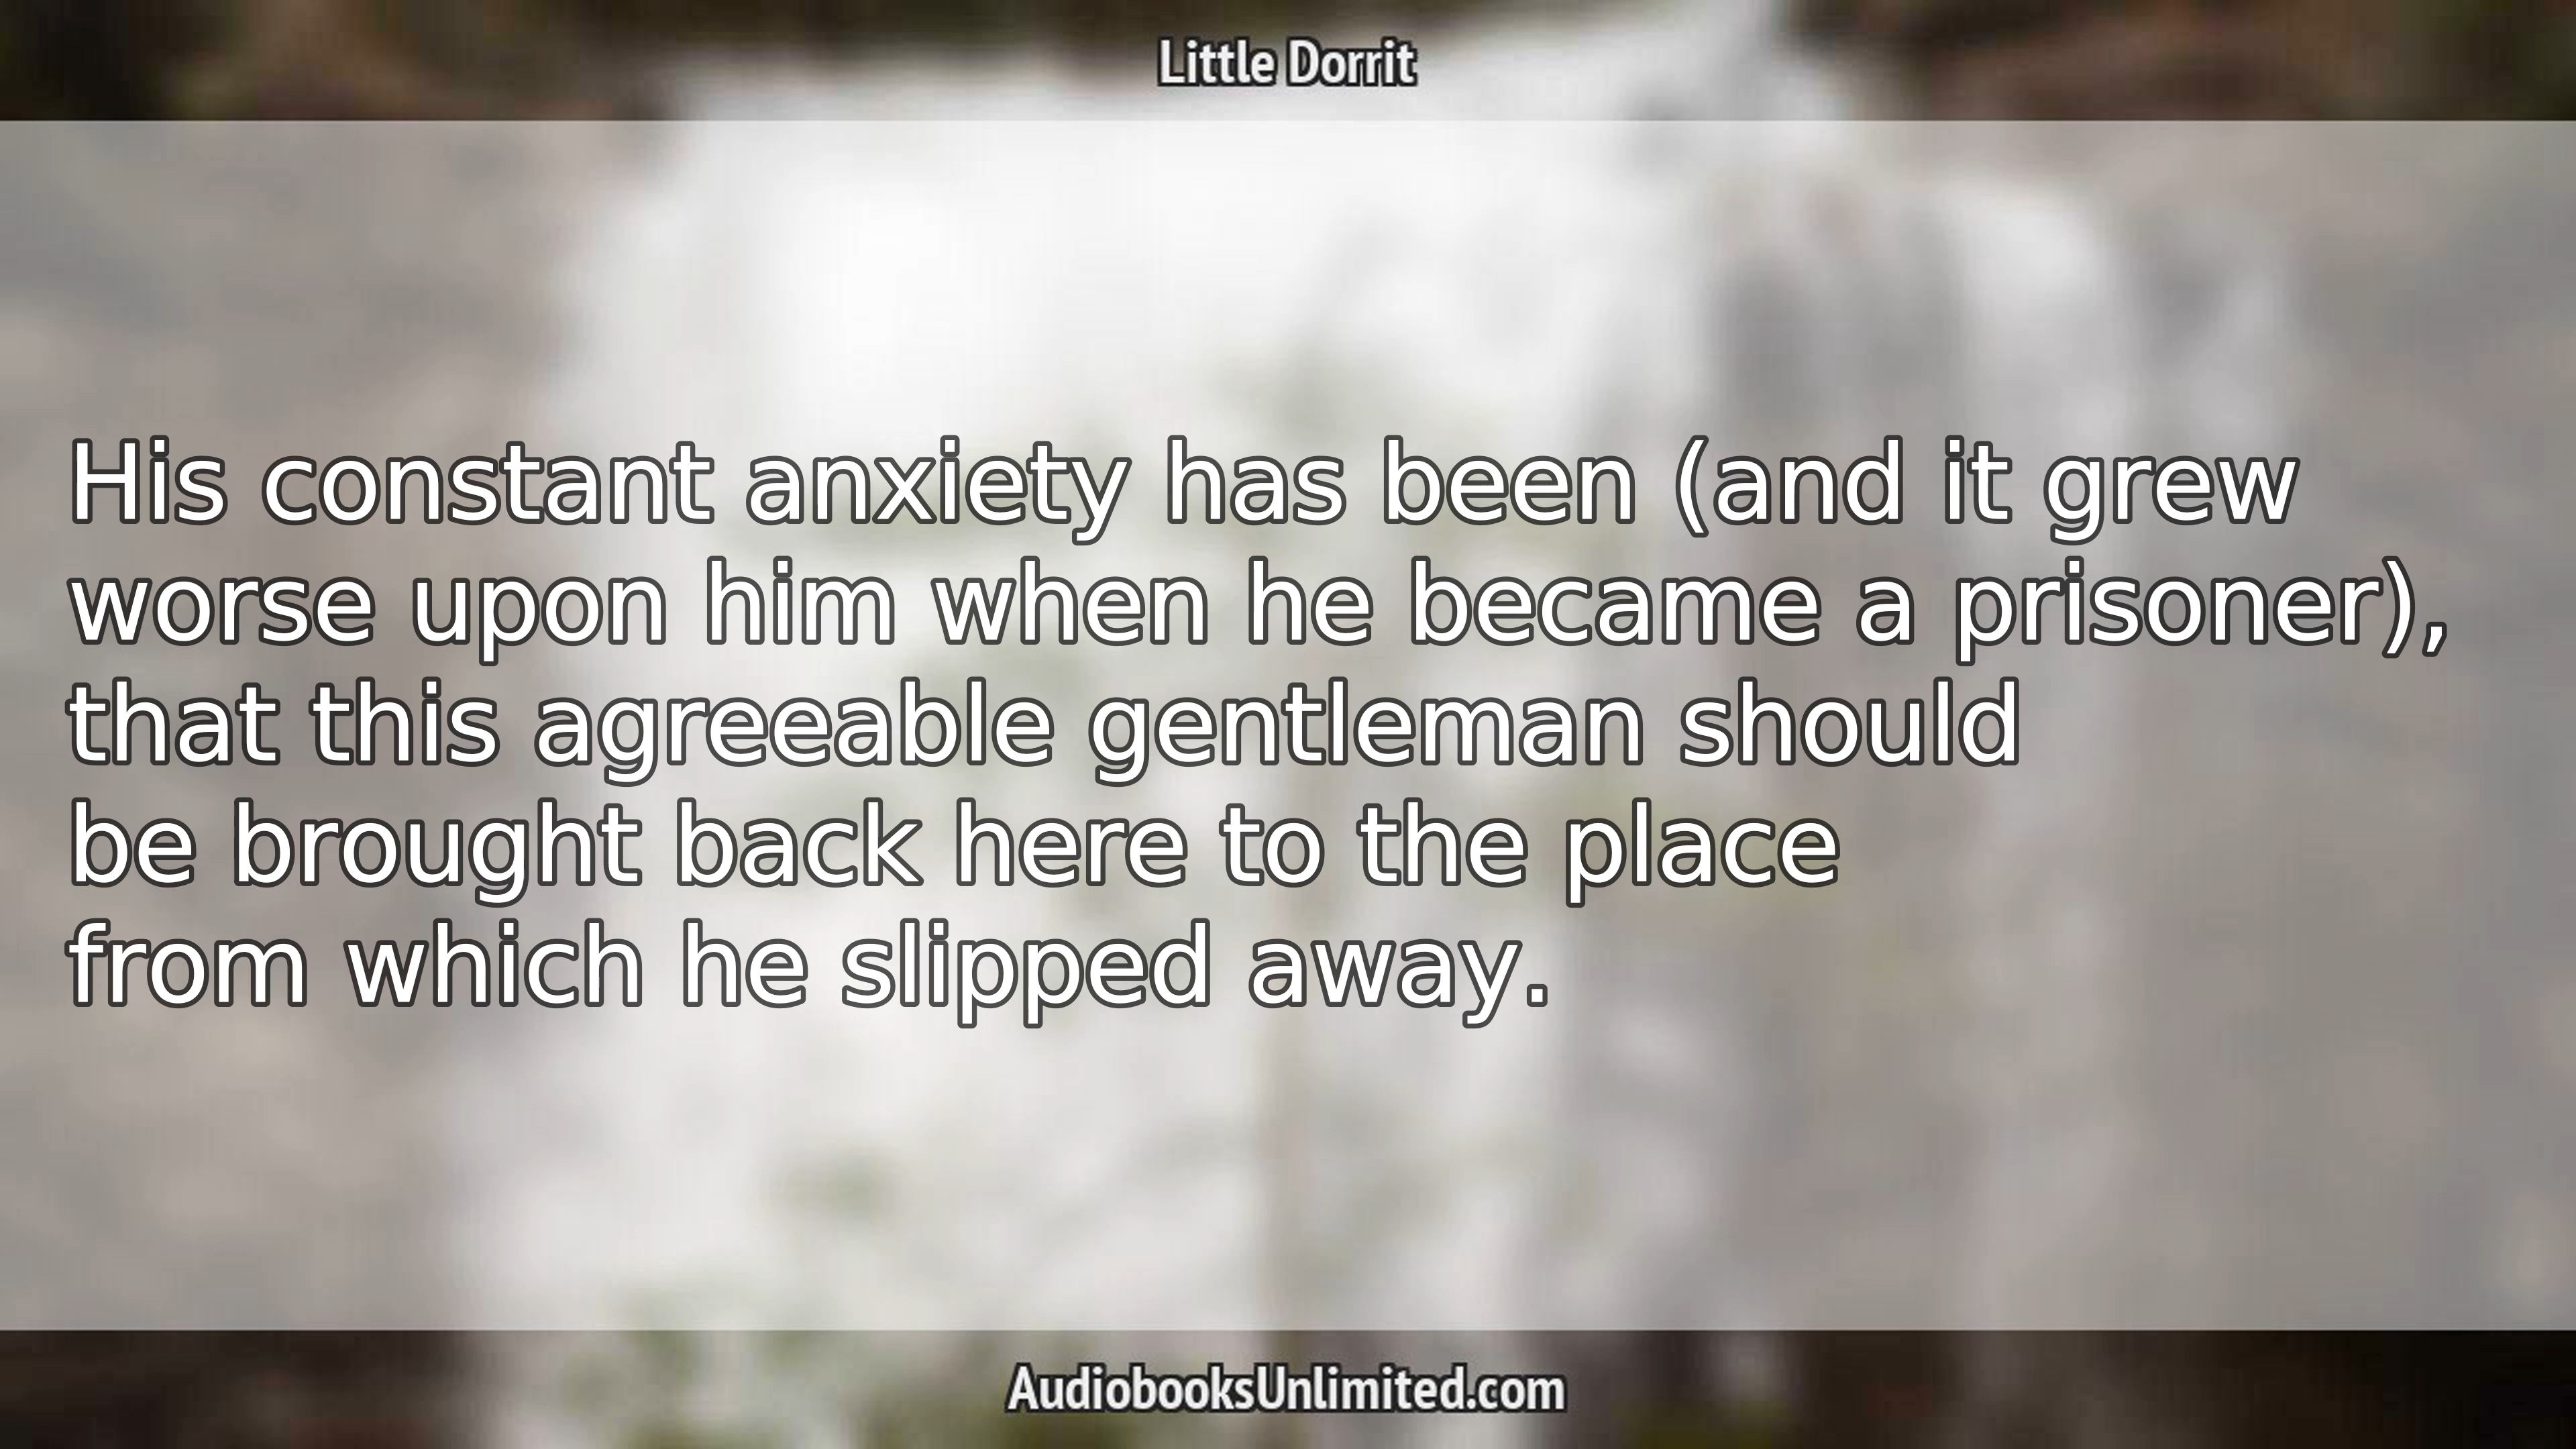 Little Dorrit
His constant anxiety has been (and it grew
worse upon him when he became a prisoner),
that this agreeable gentleman should
be brought back here to the place
from which he slipped away.
AudiobooksUnlimited.com